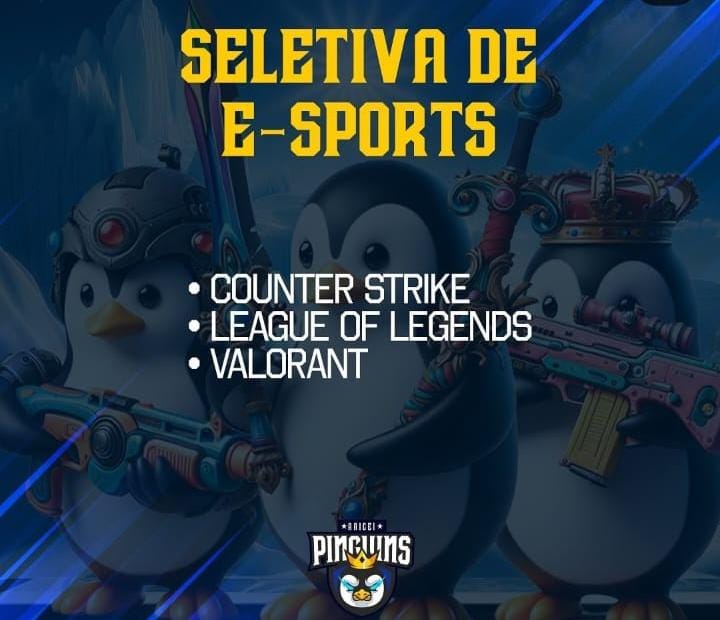 SELETIVA DE
E-SPORTS
• COUNTER STRIKE
• LEAGUE OF LEGENDS
• VALORANT
PINGUINS